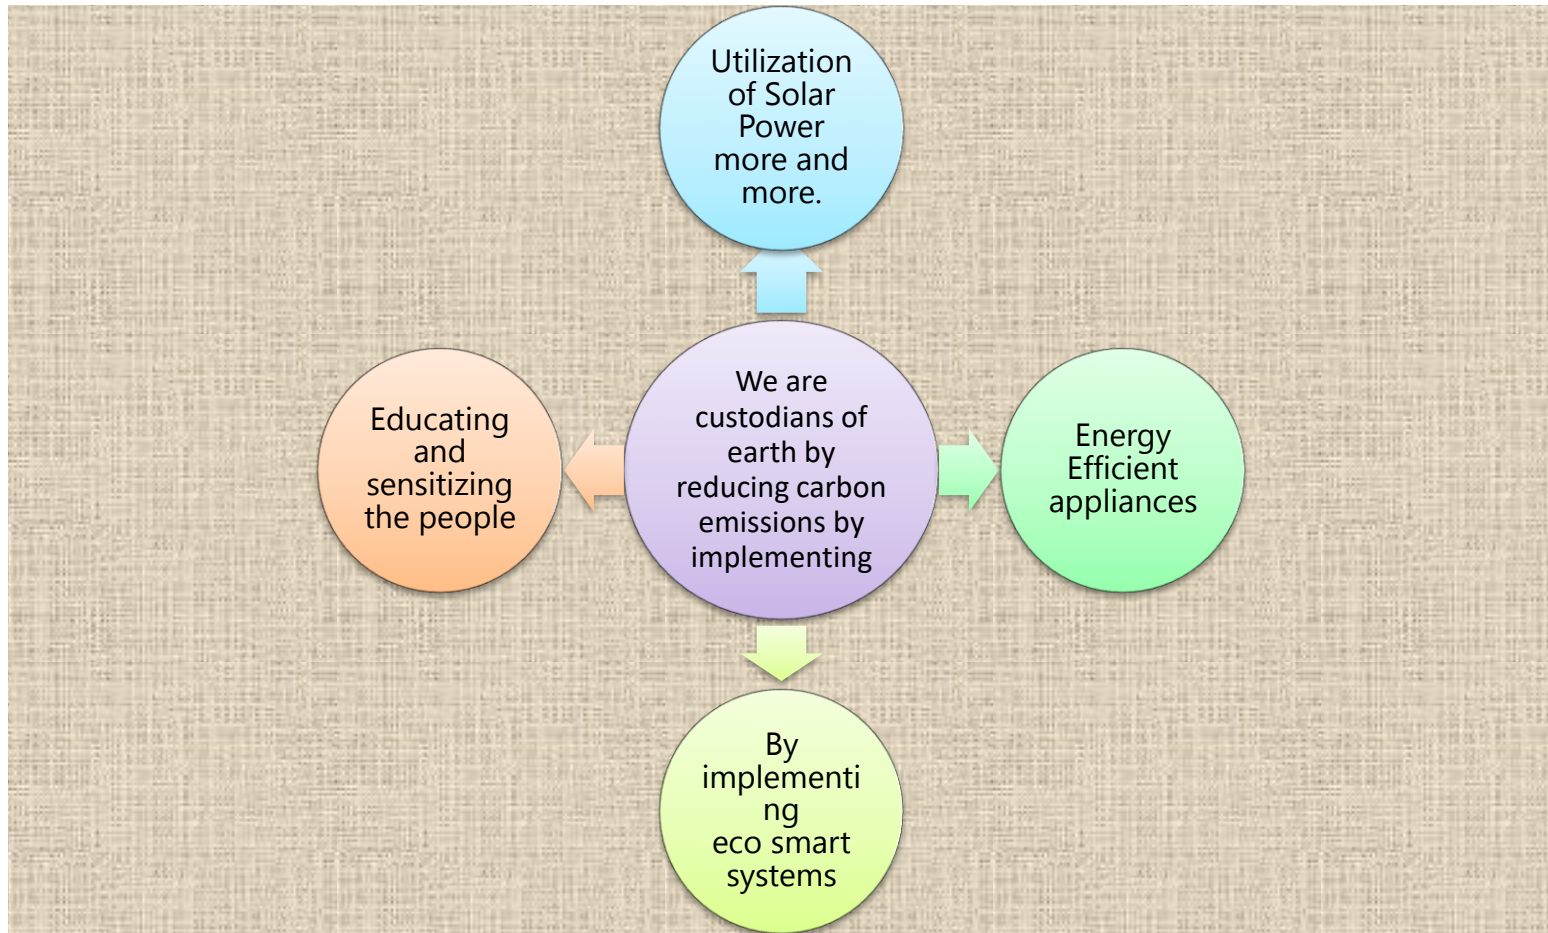 Utilization
of Solar
Power
more and
more.
We are
custodians of
earth by
reducing carbon
emissions by
implementing
Educating
and
sensitizing
the people
Energy
Efficient
appliances
By
implementi
ng
eco smart
systems